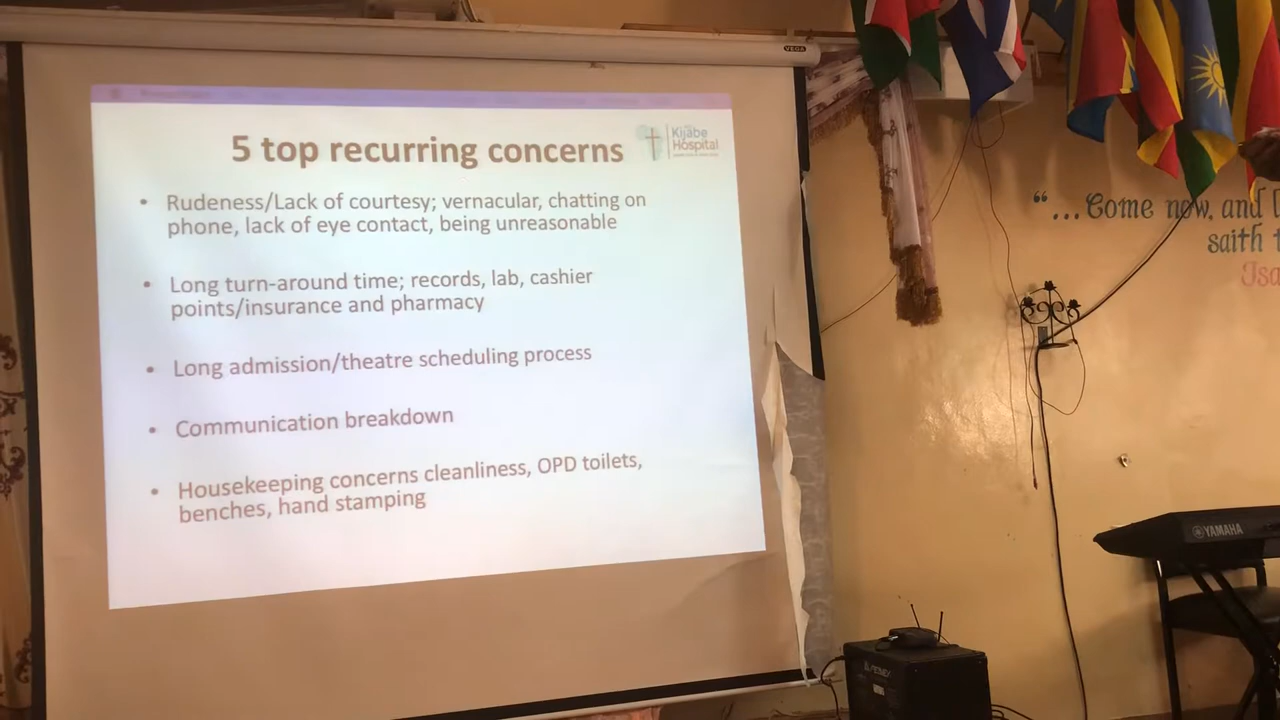 VEGA
5 top recurring concerns
Kijabe
Hospital
• Rudeness/Lack of courtesy; vernacular, chatting on
phone, lack of eye contact, being unreasonable
• Long turn-around time; records, lab, cashier
points/insurance and pharmacy
• Long admission/theatre scheduling process
• Communication breakdown
• Housekeeping concerns cleanliness, OPD toilets,
benches, hand stamping
“...Come now, and l
saith t
Isa
YAMAHA